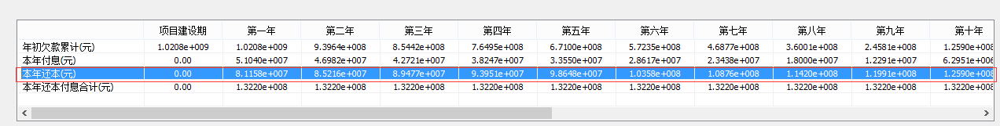 项目建设期 第一年 第二年 第三年 第四年 第五年 第六年 第七年 第八年 第九年 第十年
年初欠款累计(元) 1.0208e+009 1.0208e+009 9.3964e+008 8.5442e+008 7.6495e+008 6.7100e+008 5.7235e+008 4.6877e+008 3.6001e+008 2.4581e+008 1.2590e+008
本年付息(元) 0.00 5.1040e+007 4.6982e+007 4.2721e+007 3.8247e+007 3.3550e+007 2.8617e+007 2.3438e+007 1.8000e+007 1.2291e+007 6.2951e+006
本年还本(元) 0.00 8.1158e+007 8.5216e+007 8.9477e+007 9.3951e+007 9.8648e+007 1.0358e+008 1.0876e+008 1.1420e+008 1.1991e+008 1.2590e+008
本年还本付息合计(元) 0.00 1.3220e+008 1.3220e+008 1.3220e+008 1.3220e+008 1.3220e+008 1.3220e+008 1.3220e+008 1.3220e+008 1.3220e+008 1.3220e+008